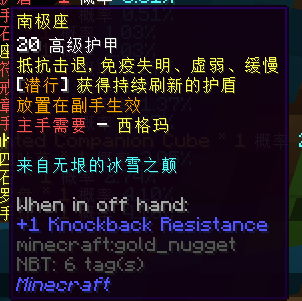 南极座
20 高级护甲
抵抗击退,免疫失明、虚弱、缓慢
[潜行] 获得持续刷新的护盾
放置在副手生效
主手需要 - 西格玛
来自无垠的冰雪之巅
When in off hand:
+1 Knockback Resistance
minecraft:gold_nugget
NBT: 6 tag(s)
Minecraft